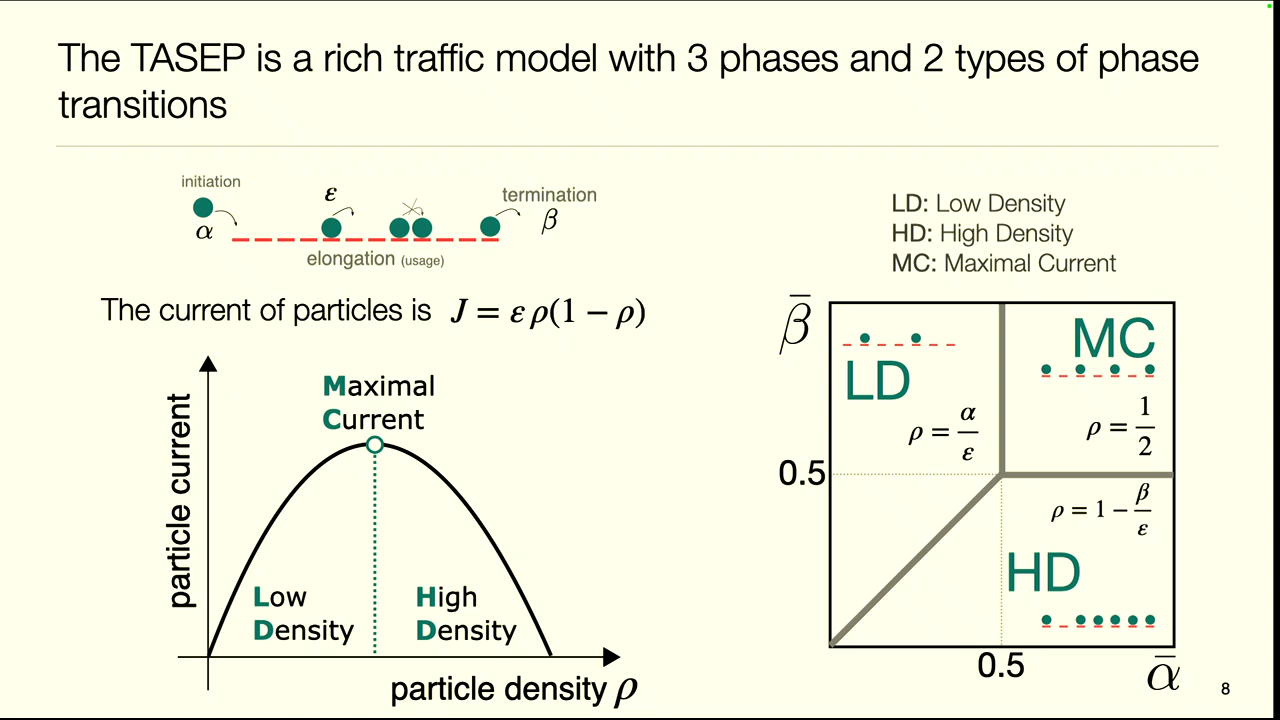 The TASEP is a rich traffic model with 3 phases and 2 types of phase
transitions
initiation
α
ε
termination
β
elongation (usage)
The current of particles is J = ε ρ(1 − ρ)
particle current
Maximal
Current
Low
Density
High
Density
particle density ρ
LD: Low Density
HD: High Density
MC: Maximal Current
β̄
LD
ρ = α/ε
MC
ρ = 1/2
0.5
ρ = 1 − β/ε
HD
0.5
ᾱ
8